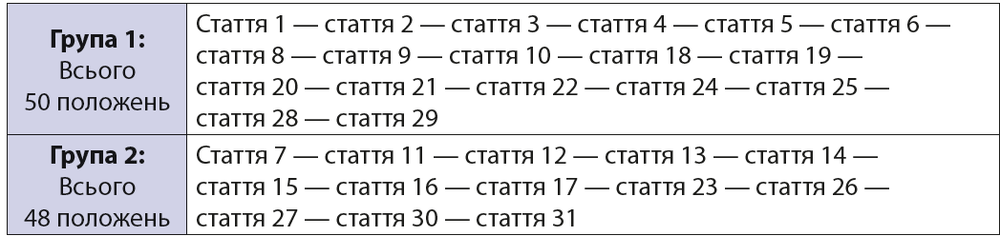 Група 1:
Всього
50 положень
Стаття 1 — стаття 2 — стаття 3 — стаття 4 — стаття 5 — стаття 6 —
стаття 8 — стаття 9 — стаття 10 — стаття 18 — стаття 19 —
стаття 20 — стаття 21 — стаття 22 — стаття 24 — стаття 25 —
стаття 28 — стаття 29
Група 2:
Всього
48 положень
Стаття 7 — стаття 11 — стаття 12 — стаття 13 — стаття 14 —
стаття 15 — стаття 16 — стаття 17 — стаття 23 — стаття 26 —
стаття 27 — стаття 30 — стаття 31